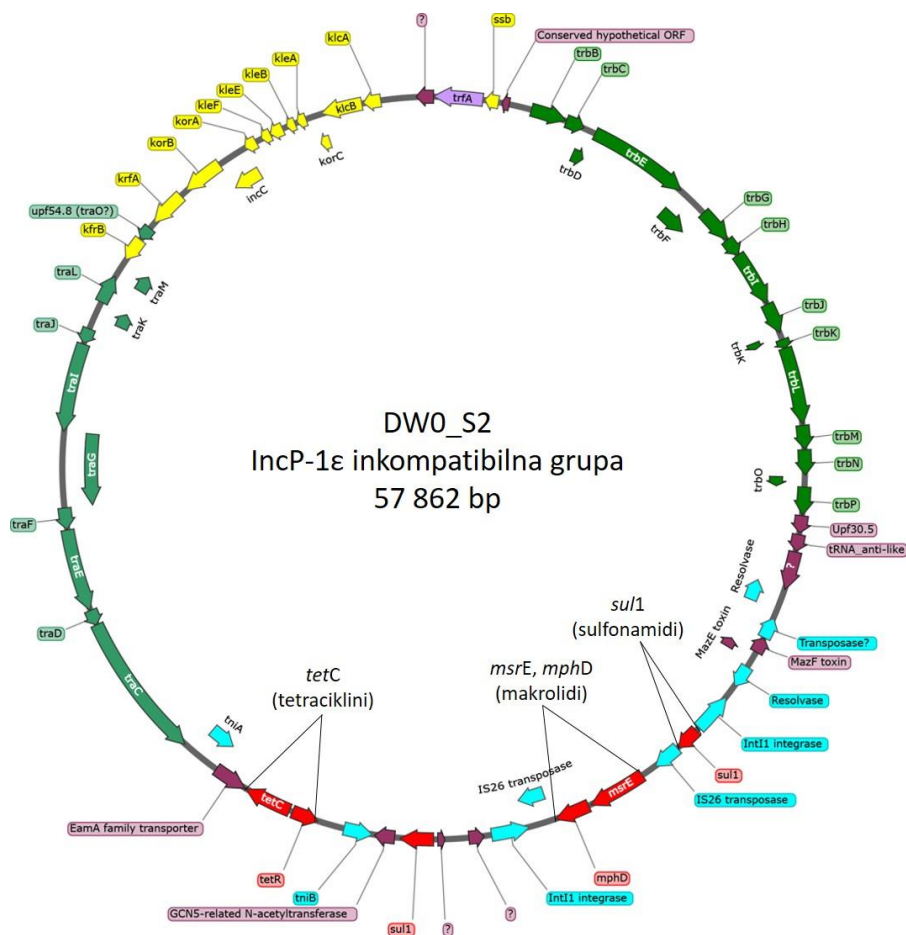 ?
ssb
Conserved hypothetical ORF
klcA
kleA
kleB
kleE
kleF
korA
korB
krfA
upf54.8 (traO?)
kfrB
traL
traJ
traI
traG
traF
traE
traD
traC
traK
traM
incC
korC
klcB
trfA
trbB
trbC
trbD
trbE
trbF
trbG
trbH
trbI
trbJ
trbK
trbK
trbL
trbM
trbN
trbO
trbP
Upf30.5
tRNA_anti-like
?
Resolvase
MazE toxin
Transposase?
MazF toxin
Resolvase
IntI1 integrase
sul1
IS26 transposase
DW0_S2
IncP-1ε inkompatibilna grupa
57 862 bp
sul1
(sulfonamidi)
msrE, mphD
(makrolidi)
tetC
(tetraciklini)
tniA
IS26 transposase
msrE
mphD
IntI1 integrase
?
?
sul1
GCN5-related N-acetyltransferase
tniB
tetR
tetC
EamA family transporter